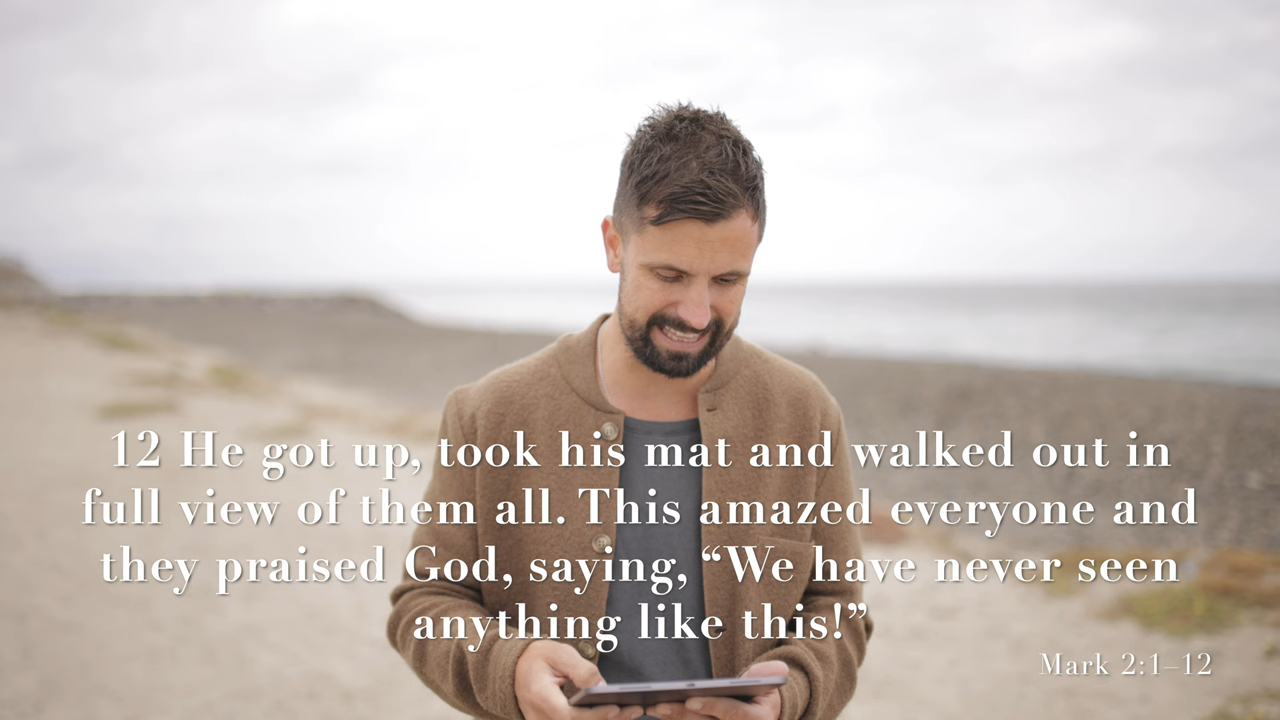 12 He got up, took his mat and walked out in
full view of them all. This amazed everyone and
they praised God, saying, “We have never seen
anything like this!”
Mark 2:1–12